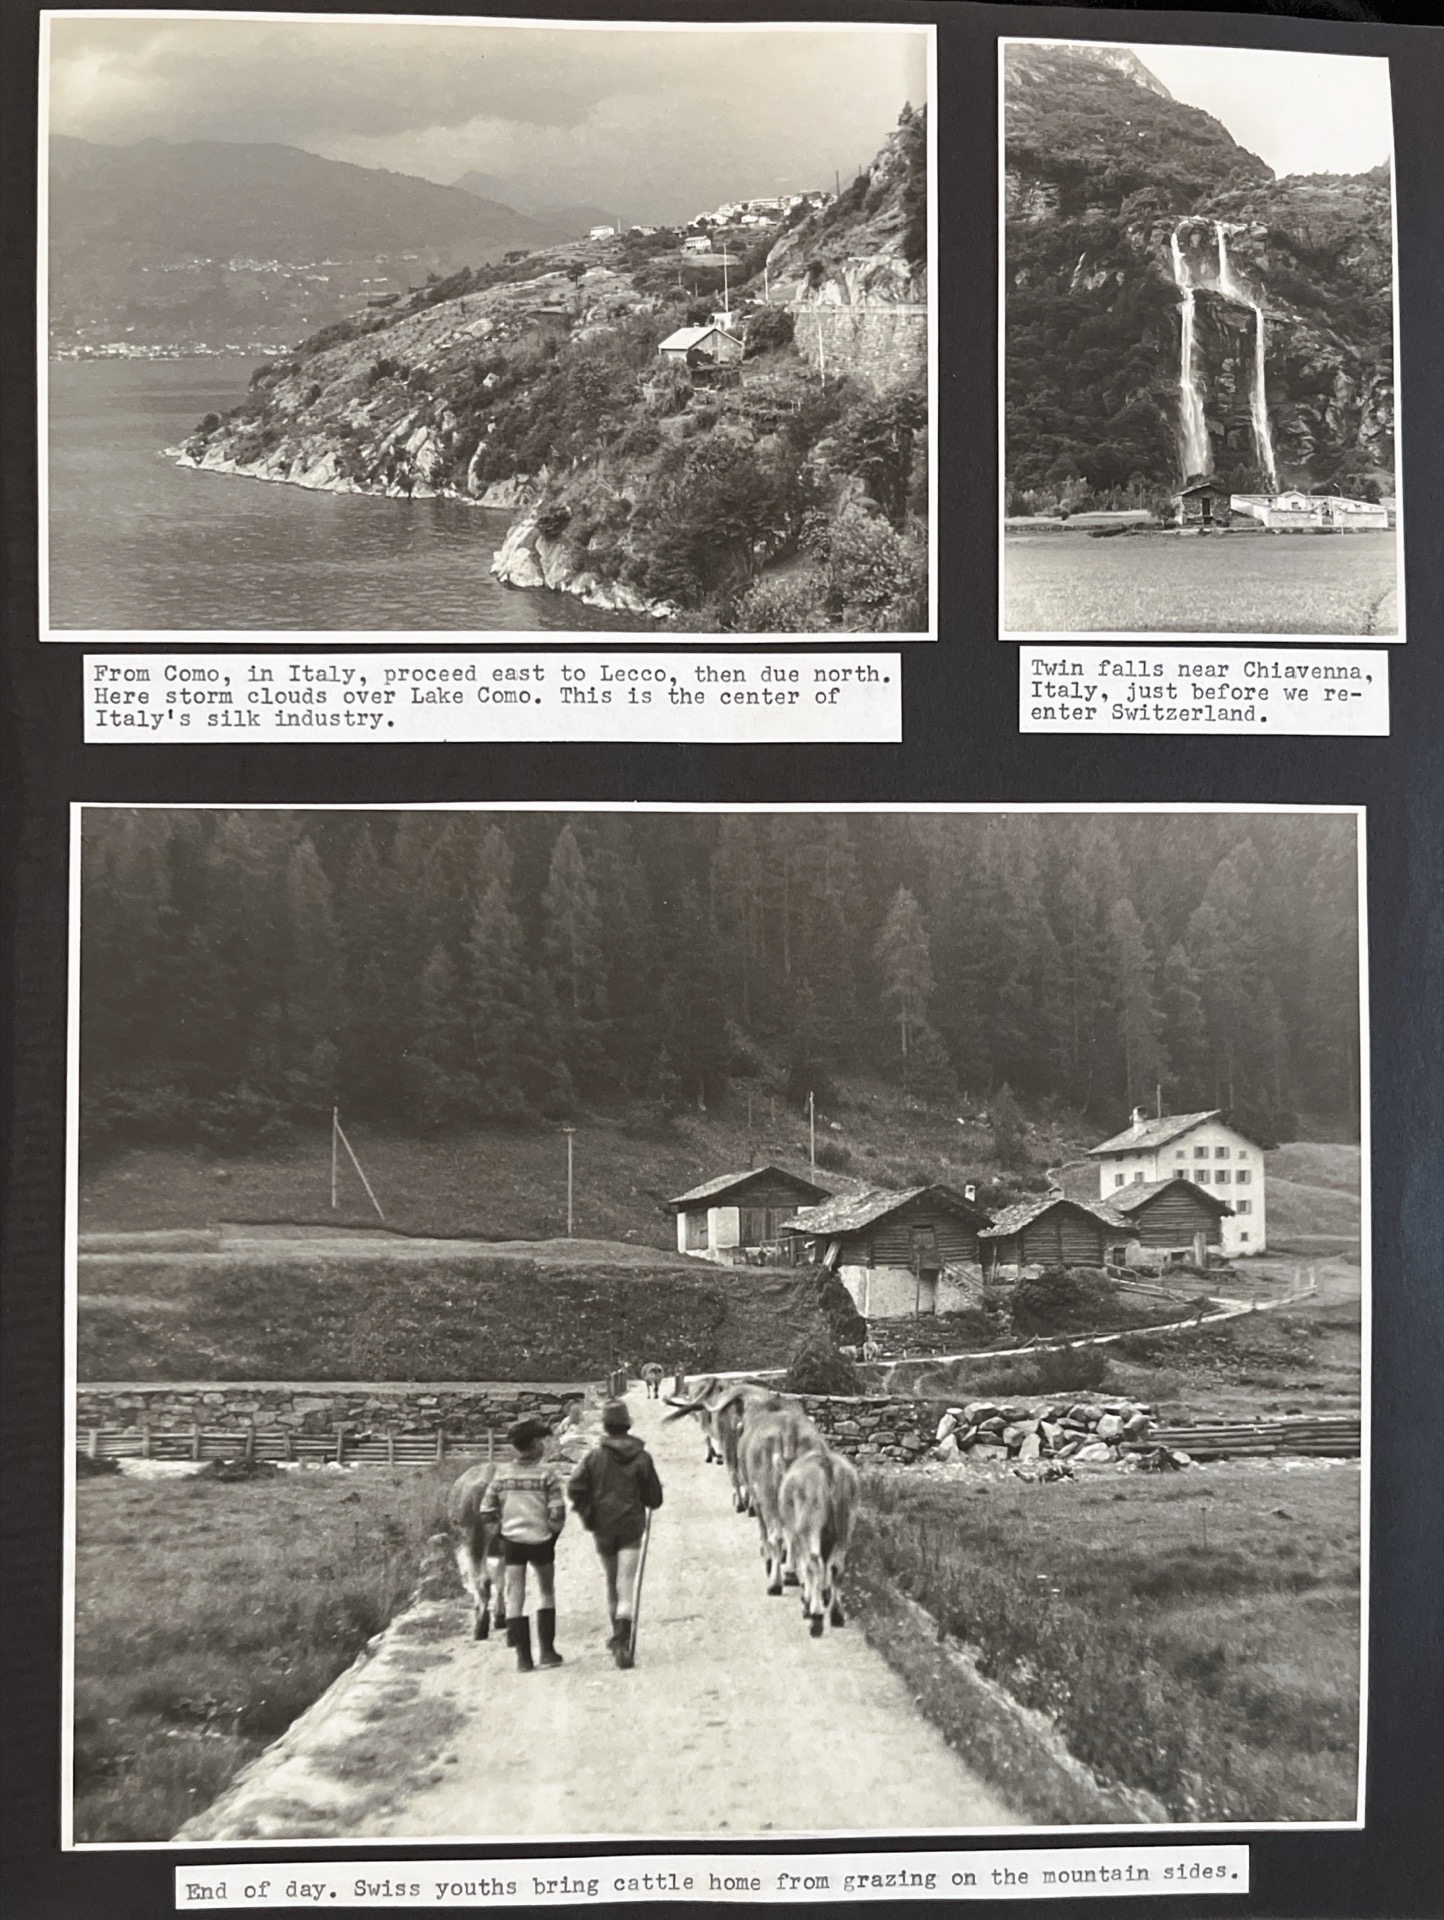 From Como, in Italy, proceed east to Lecco, then due north.
Here storm clouds over Lake Como. This is the center of
Italy's silk industry.
Twin falls near Chiavenna,
Italy, just before we re-
enter Switzerland.
End of day. Swiss youths bring cattle home from grazing on the mountain sides.